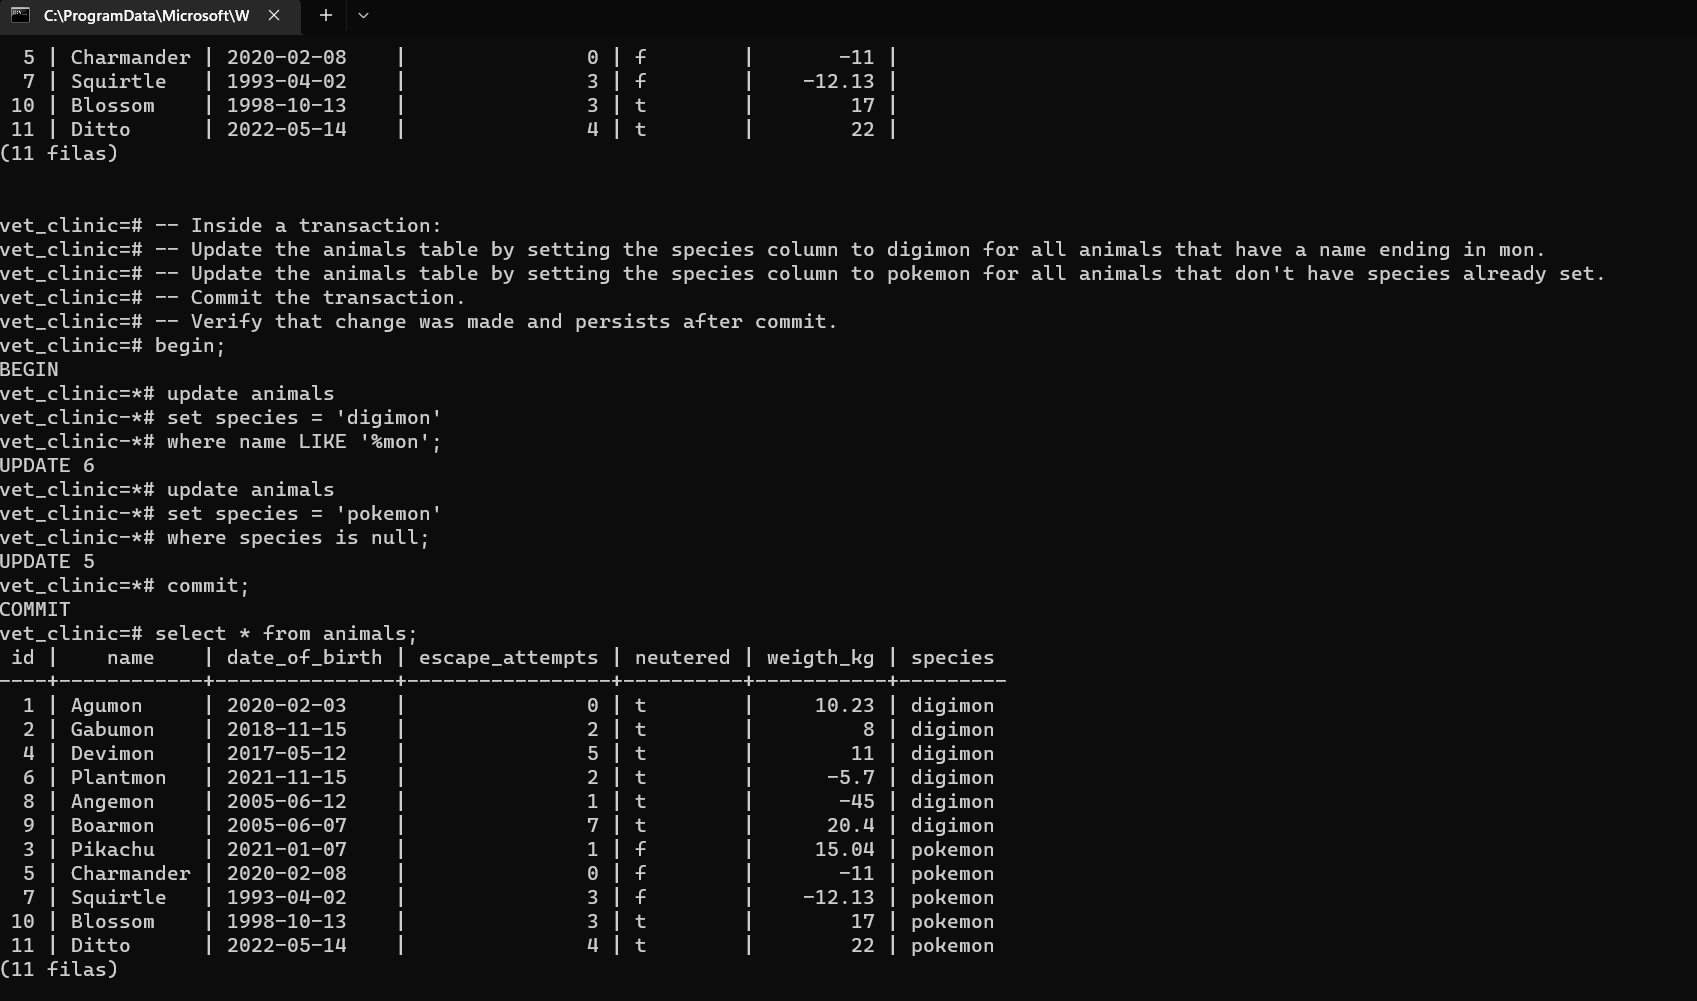 C:\ProgramData\Microsoft\W
 5 | Charmander | 2020-02-08    |               0 | f        |       -11 |
 7 | Squirtle   | 1993-04-02    |               3 | f        |    -12.13 |
10 | Blossom    | 1998-10-13    |               3 | t        |        17 |
11 | Ditto      | 2022-05-14    |               4 | t        |        22 |
(11 filas)
vet_clinic=# -- Inside a transaction:
vet_clinic=# -- Update the animals table by setting the species column to digimon for all animals that have a name ending in mon.
vet_clinic=# -- Update the animals table by setting the species column to pokemon for all animals that don't have species already set.
vet_clinic=# -- Commit the transaction.
vet_clinic=# -- Verify that change was made and persists after commit.
vet_clinic=# begin;
BEGIN
vet_clinic=*# update animals
vet_clinic-*# set species = 'digimon'
vet_clinic-*# where name LIKE '%mon';
UPDATE 6
vet_clinic=*# update animals
vet_clinic-*# set species = 'pokemon'
vet_clinic-*# where species is null;
UPDATE 5
vet_clinic=*# commit;
COMMIT
vet_clinic=# select * from animals;
 id |    name    | date_of_birth | escape_attempts | neutered | weigth_kg | species
----+------------+---------------+-----------------+----------+-----------+---------
  1 | Agumon     | 2020-02-03    |               0 | t        |     10.23 | digimon
  2 | Gabumon    | 2018-11-15    |               2 | t        |         8 | digimon
  4 | Devimon    | 2017-05-12    |               5 | t        |        11 | digimon
  6 | Plantmon   | 2021-11-15    |               2 | t        |      -5.7 | digimon
  8 | Angemon    | 2005-06-12    |               1 | t        |       -45 | digimon
  9 | Boarmon    | 2005-06-07    |               7 | t        |      20.4 | digimon
  3 | Pikachu    | 2021-01-07    |               1 | f        |     15.04 | pokemon
  5 | Charmander | 2020-02-08    |               0 | f        |       -11 | pokemon
  7 | Squirtle   | 1993-04-02    |               3 | f        |    -12.13 | pokemon
 10 | Blossom    | 1998-10-13    |               3 | t        |        17 | pokemon
 11 | Ditto      | 2022-05-14    |               4 | t        |        22 | pokemon
(11 filas)